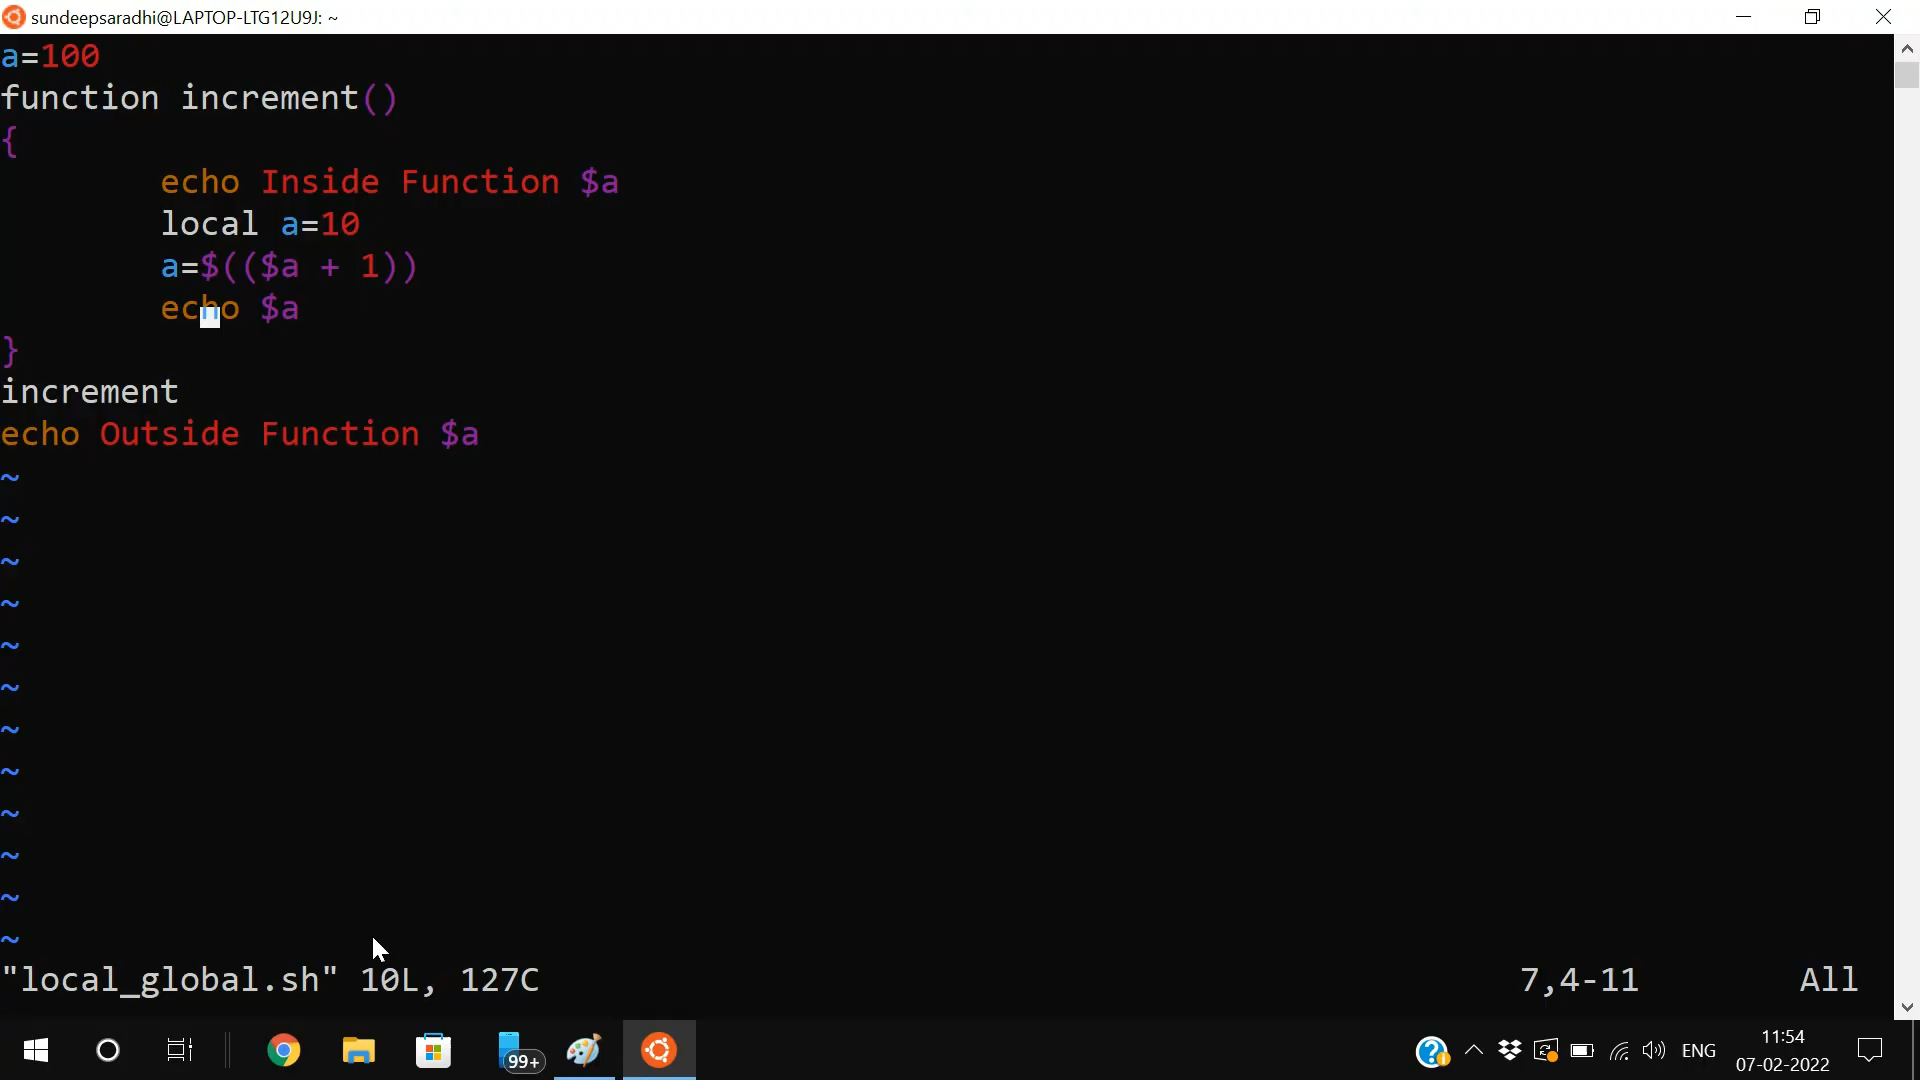 sundeepsaradhi@LAPTOP-LTG12U9J: ~
a=100
function increment()
{
        echo Inside Function $a
        local a=10
        a=$(($a + 1))
        echo $a
}
increment
echo Outside Function $a
~
~
~
~
~
~
~
~
~
~
~
~
"local_global.sh" 10L, 127C 7,4-11 All
99+
ENG
11:54
07-02-2022